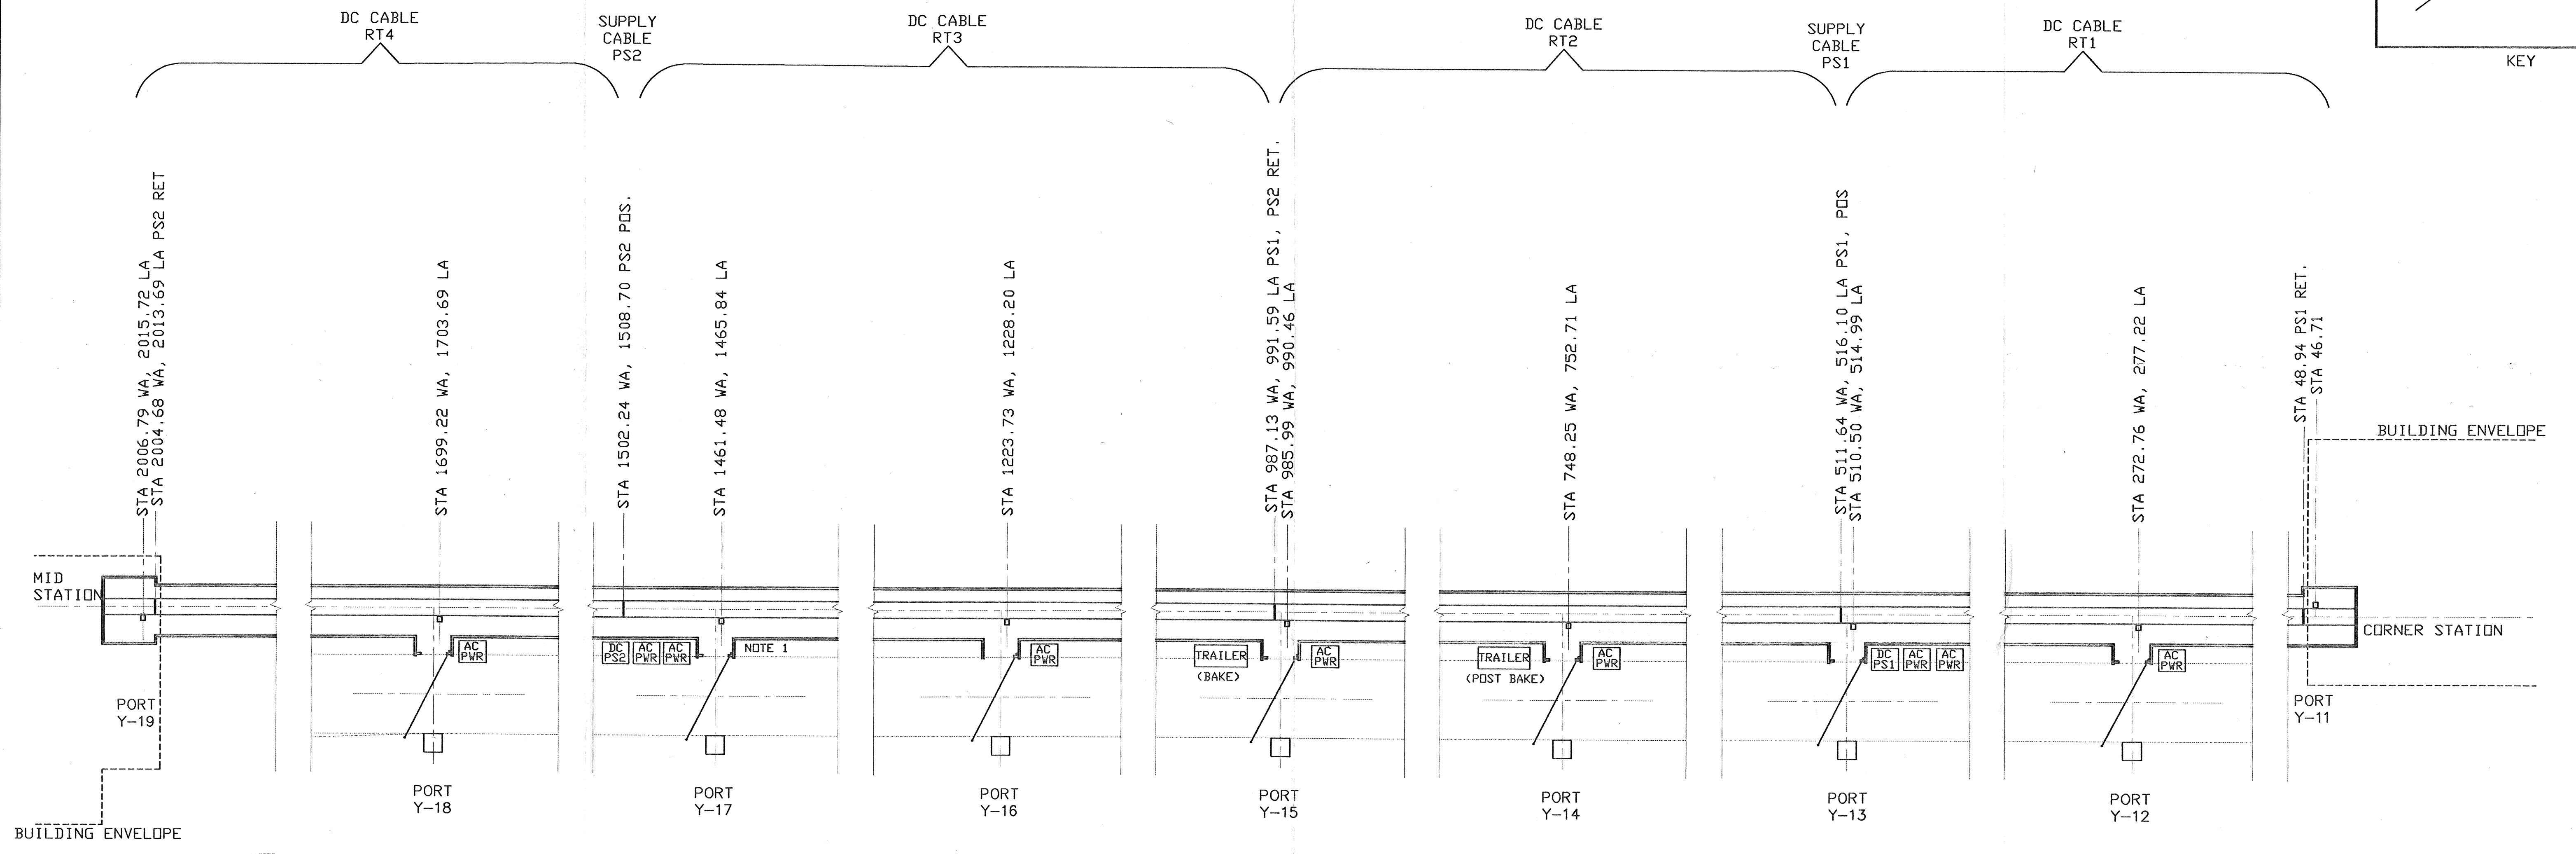 DC CABLE
RT4
SUPPLY
CABLE
PS2
DC CABLE
RT3
DC CABLE
RT2
SUPPLY
CABLE
PS1
DC CABLE
RT1
KEY
STA 2006.79 WA, 2015.72 LA
STA 2004.68 WA, 2013.69 LA PS2 RET
STA 1699.22 WA, 1703.69 LA
STA 1502.24 WA, 1508.70 PS2 POS.
STA 1461.48 WA, 1465.84 LA
STA 1223.73 WA, 1228.20 LA
STA 987.13 WA, 991.59 LA PS1, PS2 RET.
STA 985.99 WA, 990.46 LA
STA 748.25 WA, 752.71 LA
STA 511.64 WA, 516.10 LA PS1, POS
STA 510.50 WA, 514.99 LA
STA 272.76 WA, 277.22 LA
STA 48.94 PS1 RET.
STA 46.71
BUILDING ENVELOPE
MID
STATION
CORNER STATION
AC
PWR
DC
PS2
AC
PWR
AC
PWR
NOTE 1
AC
PWR
TRAILER
(BAKE)
AC
PWR
TRAILER
(POST BAKE)
AC
PWR
DC
PS1
AC
PWR
AC
PWR
AC
PWR
PORT
Y-19
PORT
Y-18
PORT
Y-17
PORT
Y-16
PORT
Y-15
PORT
Y-14
PORT
Y-13
PORT
Y-12
PORT
Y-11
BUILDING ENVELOPE